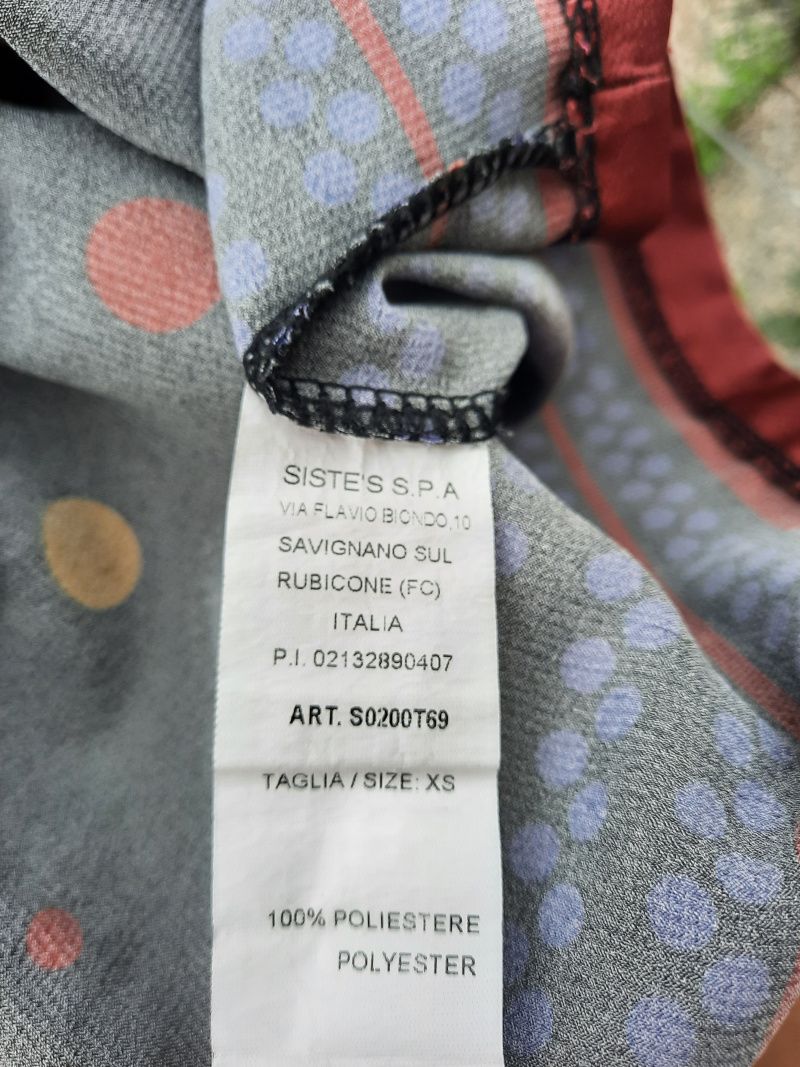 SISTE'S S.P.A
VIA FLAVIO BIONDO,10
SAVIGNANO SUL
RUBICONE (FC)
ITALIA
P.I. 02132890407
ART. S0200T69
TAGLIA / SIZE: XS
100% POLIESTERE
POLYESTER